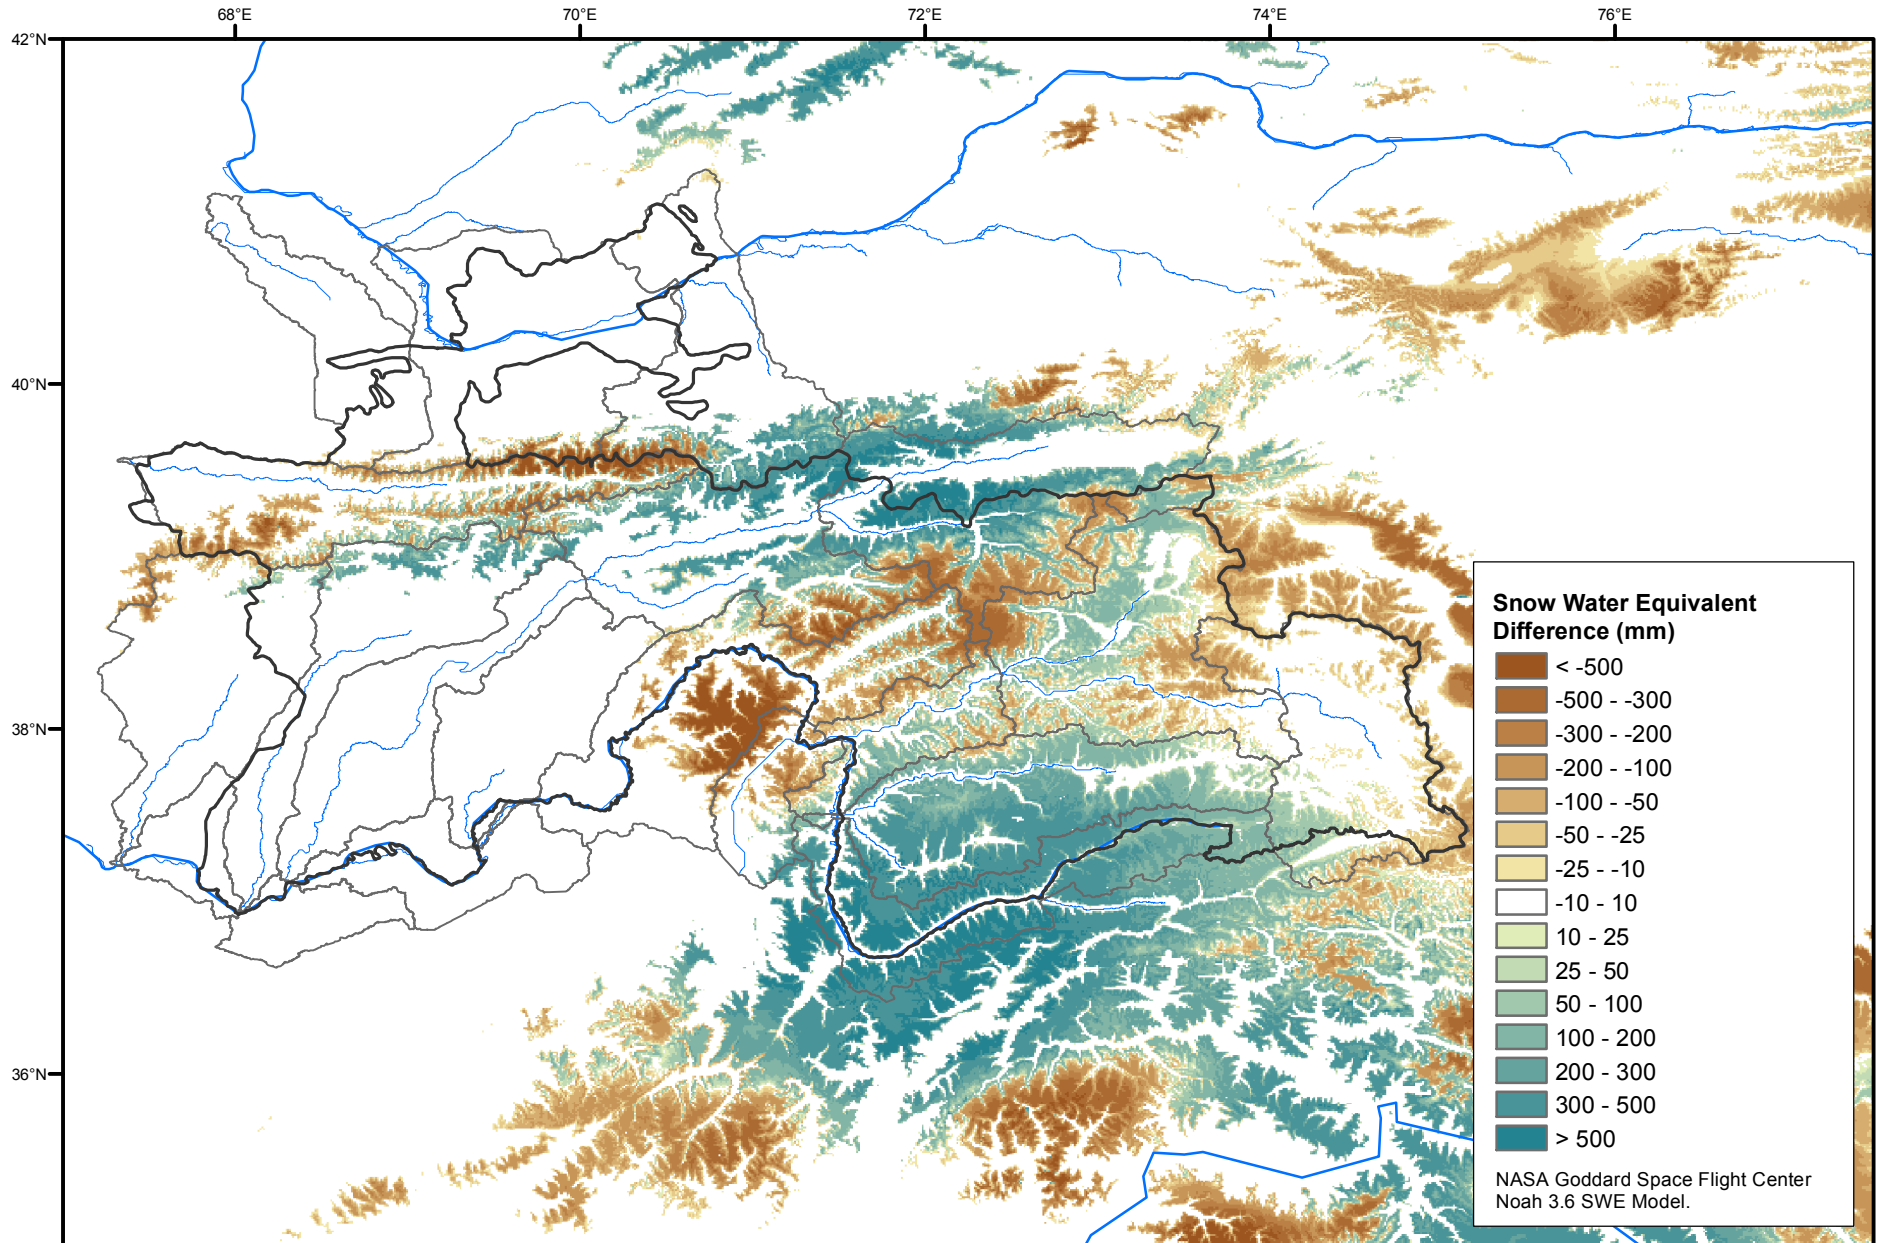 68°E
70°E
72°E
74°E
76°E
42°N
40°N
38°N
36°N
Snow Water Equivalent
Difference (mm)
< -500
-500 - -300
-300 - -200
-200 - -100
-100 - -50
-50 - -25
-25 - -10
-10 - 10
10 - 25
25 - 50
50 - 100
100 - 200
200 - 300
300 - 500
> 500
NASA Goddard Space Flight Center
Noah 3.6 SWE Model.